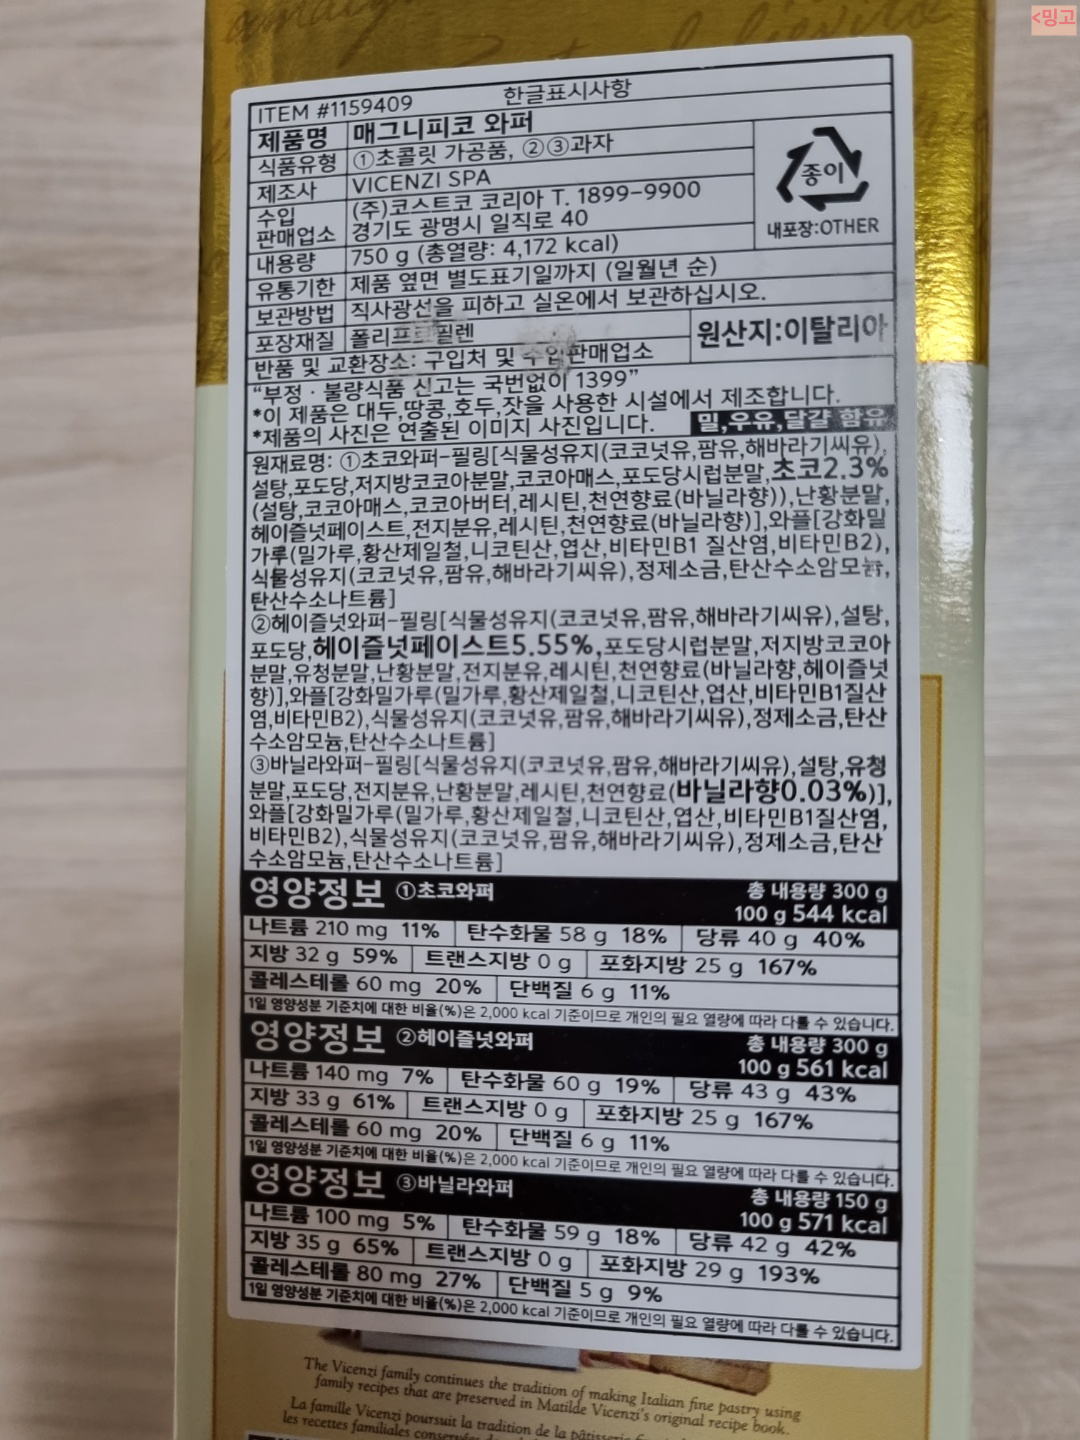 <밍고
ITEM #1159409 한글표시사항
제품명 매그니피코 와퍼
식품유형 ①초콜릿 가공품, ②③과자
제조사 VICENZI SPA
수입판매업소 (주)코스트코 코리아 T. 1899-9900
경기도 광명시 일직로 40
종이
내포장:OTHER
내용량 750 g (총열량: 4,172 kcal)
유통기한 제품 옆면 별도표기일까지 (일월년 순)
보관방법 직사광선을 피하고 실온에서 보관하십시오.
포장재질 폴리프로필렌
원산지:이탈리아
반품 및 교환장소: 구입처 및 수입판매업소
“부정ㆍ불량식품 신고는 국번없이 1399”
*이 제품은 대두,땅콩,호두,잣을 사용한 시설에서 제조합니다.
*제품의 사진은 연출된 이미지 사진입니다. 밀,우유,달걀 함유
원재료명: ①초코와퍼-필링[식물성유지(코코넛유,팜유,해바라기씨유),
설탕,포도당,저지방코코아분말,코코아매스,포도당시럽분말,초코2.3%
(설탕,코코아매스,코코아버터,레시틴,천연향료(바닐라향)),난황분말,
헤이즐넛페이스트,전지분유,레시틴,천연향료(바닐라향)],와플[강화밀
가루(밀가루,황산제일철,니코틴산,엽산,비타민B1 질산염,비타민B2),
식물성유지(코코넛유,팜유,해바라기씨유),정제소금,탄산수소암모늄,
탄산수소나트륨]
②헤이즐넛와퍼-필링[식물성유지(코코넛유,팜유,해바라기씨유),설탕,
포도당,헤이즐넛페이스트5.55%,포도당시럽분말,저지방코코아
분말,유청분말,난황분말,전지분유,레시틴,천연향료(바닐라향,헤이즐넛
향)],와플[강화밀가루(밀가루,황산제일철,니코틴산,엽산,비타민B1질산
염,비타민B2),식물성유지(코코넛유,팜유,해바라기씨유),정제소금,탄산
수소암모늄,탄산수소나트륨]
③바닐라와퍼-필링[식물성유지(코코넛유,팜유,해바라기씨유),설탕,유청
분말,포도당,전지분유,난황분말,레시틴,천연향료(바닐라향0.03%)],
와플[강화밀가루(밀가루,황산제일철,니코틴산,엽산,비타민B1질산염,
비타민B2),식물성유지(코코넛유,팜유,해바라기씨유),정제소금,탄산
수소암모늄,탄산수소나트륨]
영양정보 ①초코와퍼 총 내용량 300 g
100 g 544 kcal
나트륨 210 mg 11% 탄수화물 58 g 18% 당류 40 g 40%
지방 32 g 59% 트랜스지방 0 g 포화지방 25 g 167%
콜레스테롤 60 mg 20% 단백질 6 g 11%
1일 영양성분 기준치에 대한 비율(%)은 2,000 kcal 기준이므로 개인의 필요 열량에 따라 다를 수 있습니다.
영양정보 ②헤이즐넛와퍼 총 내용량 300 g
100 g 561 kcal
나트륨 140 mg 7% 탄수화물 60 g 19% 당류 43 g 43%
지방 33 g 61% 트랜스지방 0 g 포화지방 25 g 167%
콜레스테롤 60 mg 20% 단백질 6 g 11%
1일 영양성분 기준치에 대한 비율(%)은 2,000 kcal 기준이므로 개인의 필요 열량에 따라 다를 수 있습니다.
영양정보 ③바닐라와퍼 총 내용량 150 g
100 g 571 kcal
나트륨 100 mg 5% 탄수화물 59 g 18% 당류 42 g 42%
지방 35 g 65% 트랜스지방 0 g 포화지방 29 g 193%
콜레스테롤 80 mg 27% 단백질 5 g 9%
1일 영양성분 기준치에 대한 비율(%)은 2,000 kcal 기준이므로 개인의 필요 열량에 따라 다를 수 있습니다.
The Vicenzi family continues the tradition of making Italian fine pastry using
family recipes that are preserved in Matilde Vicenzi's original recipe book.
La famille Vicenzi poursuit la tradition de la pâtisserie
les recettes familiales